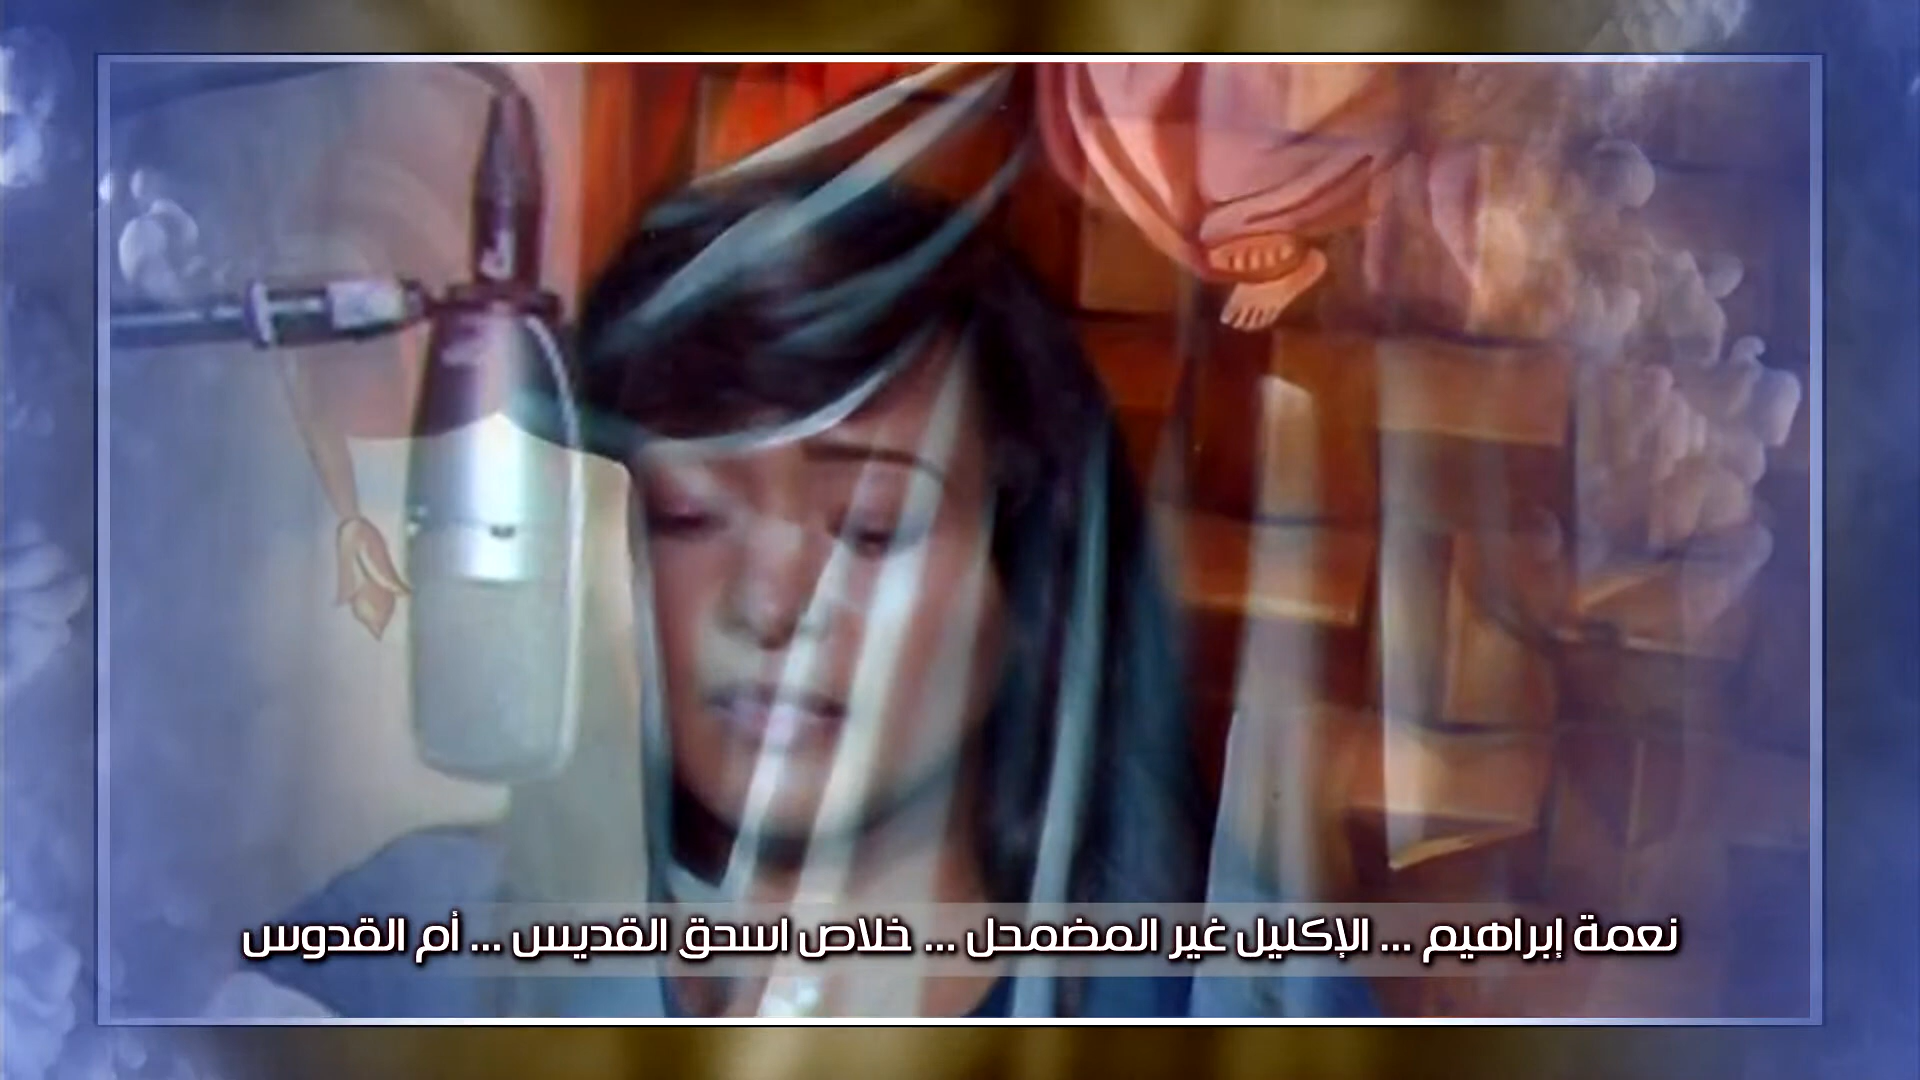 نعمة إبراهيم ... الإكليل غير المضمحل ... خلاص اسحق القديس ... أم القدوس